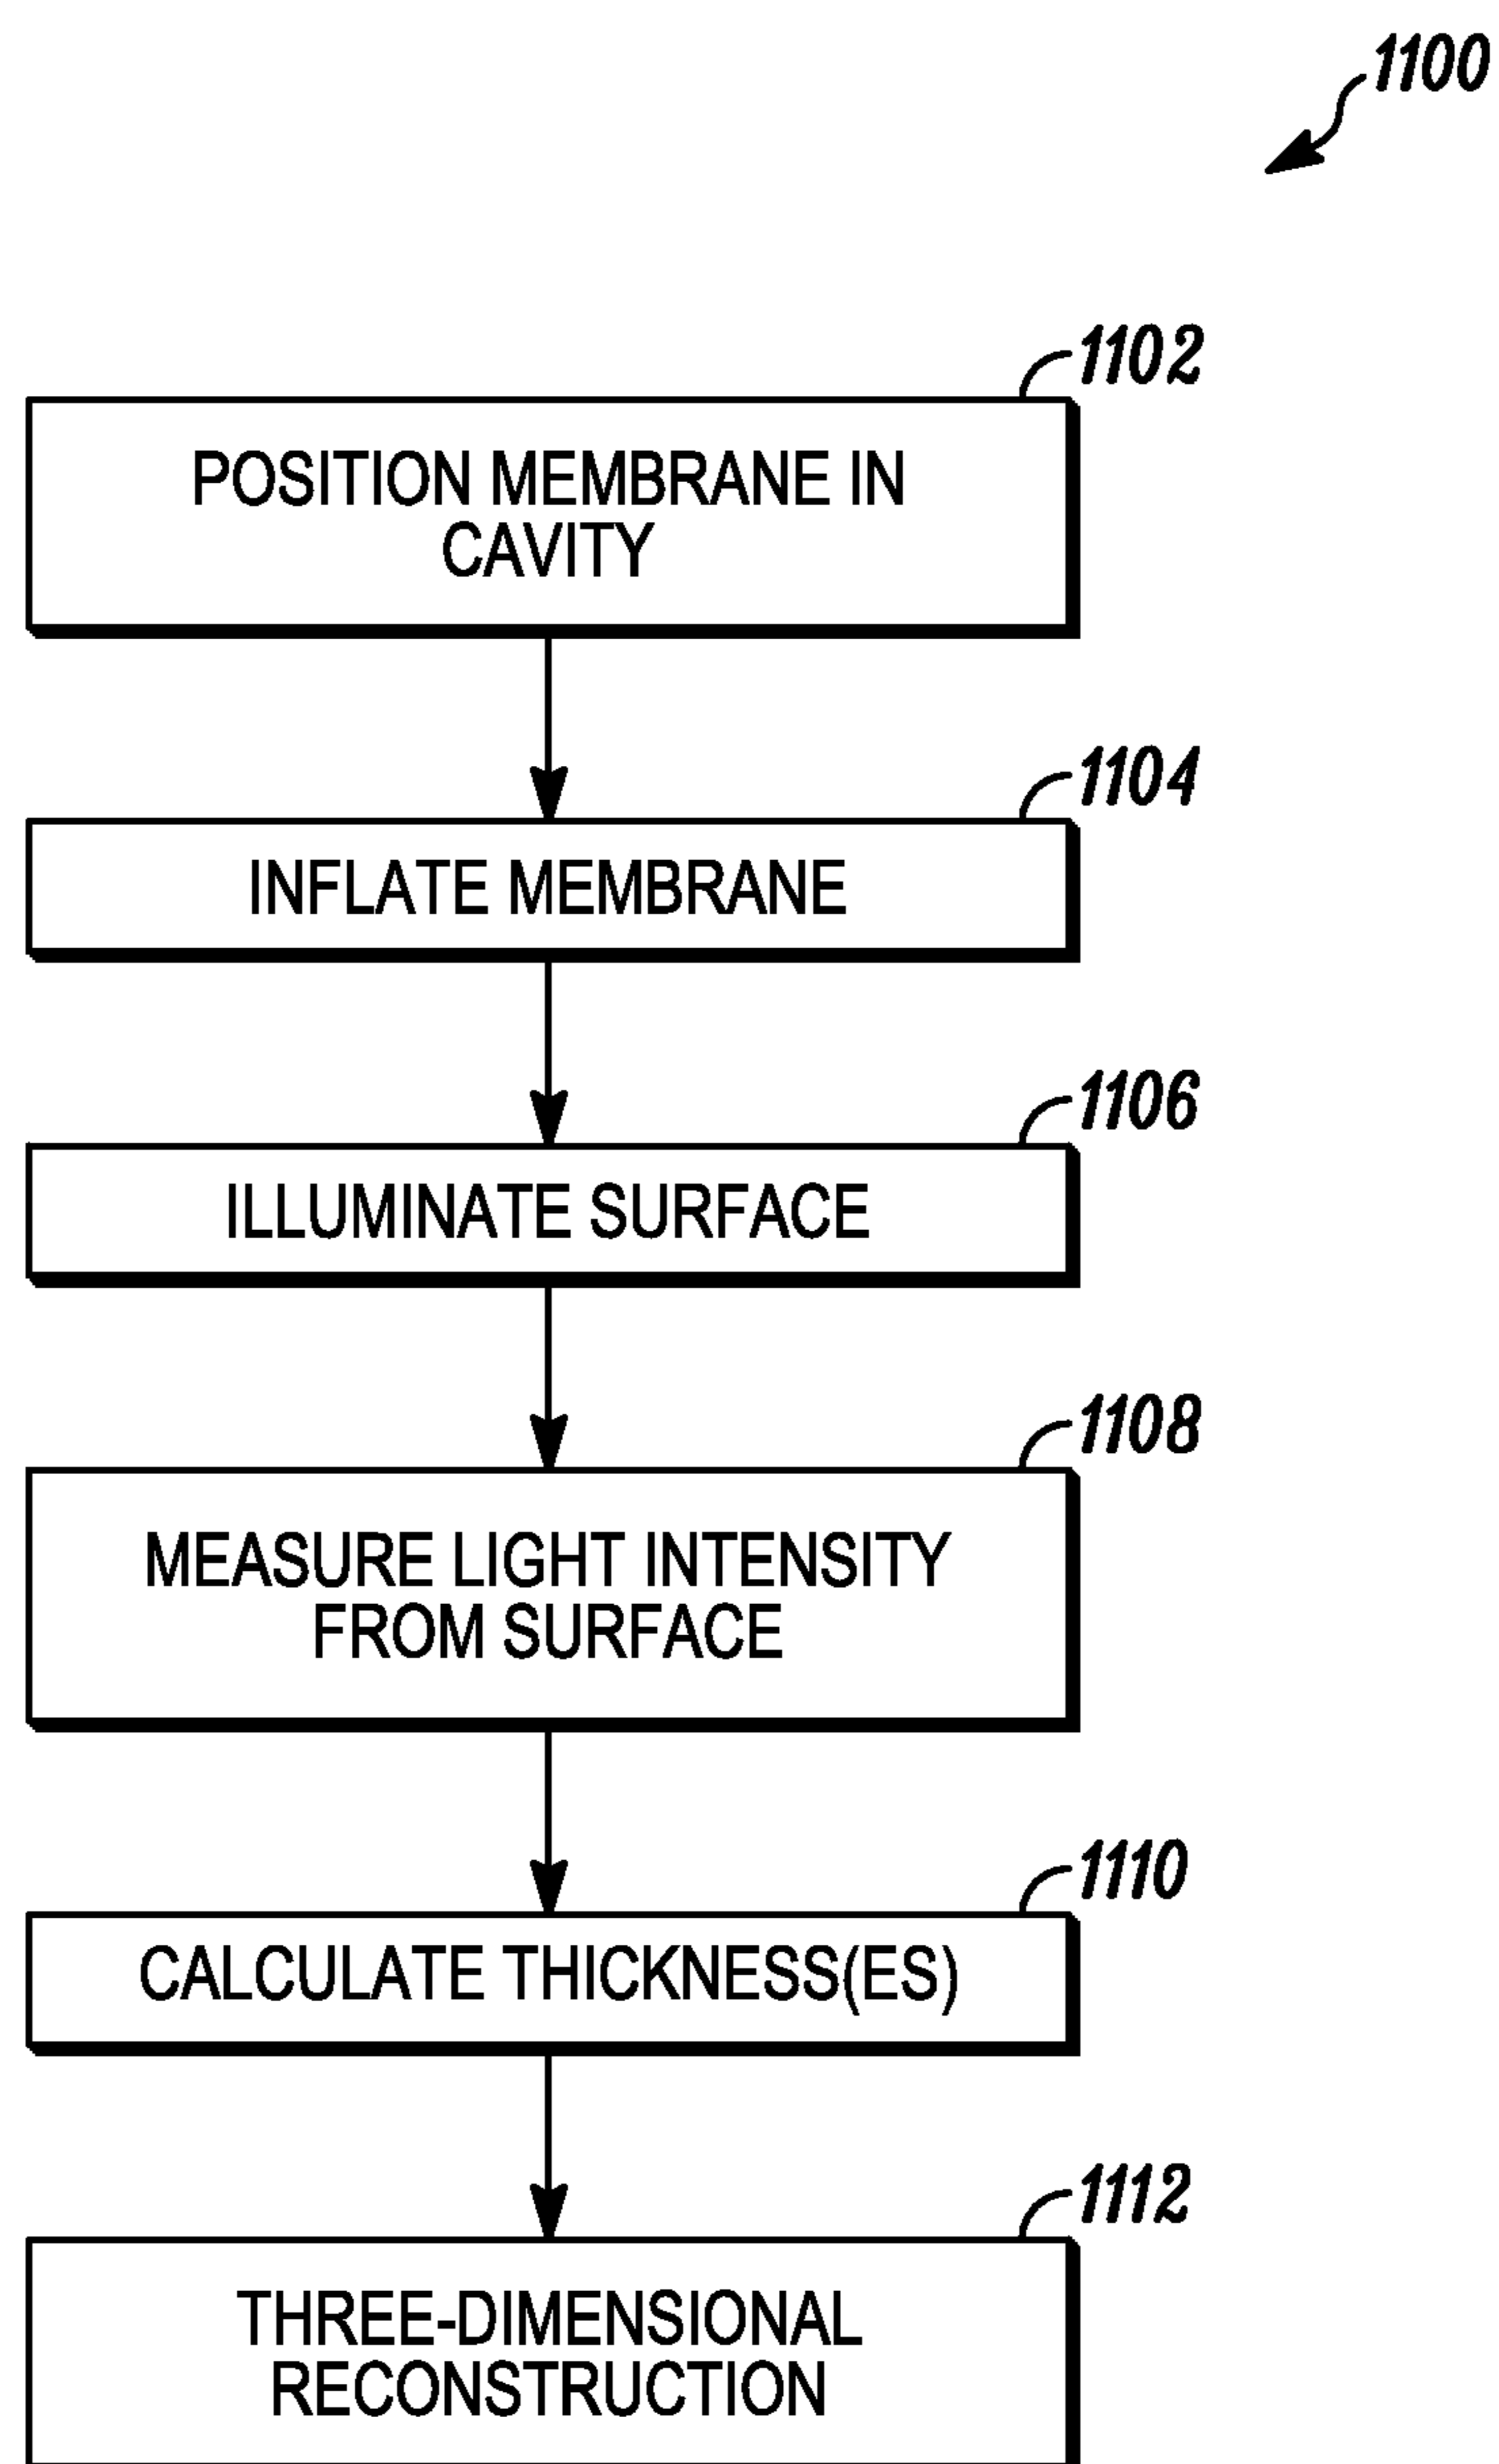 1100
1102
POSITION MEMBRANE IN
CAVITY
1104
INFLATE MEMBRANE
1106
ILLUMINATE SURFACE
1108
MEASURE LIGHT INTENSITY
FROM SURFACE
1110
CALCULATE THICKNESS(ES)
1112
THREE-DIMENSIONAL
RECONSTRUCTION